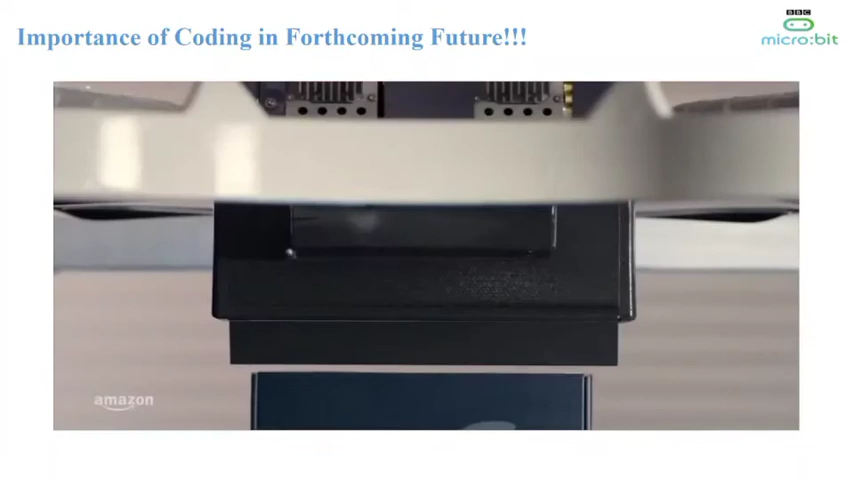 Importance of Coding in Forthcoming Future!!!
BBC
micro:bit
amazon